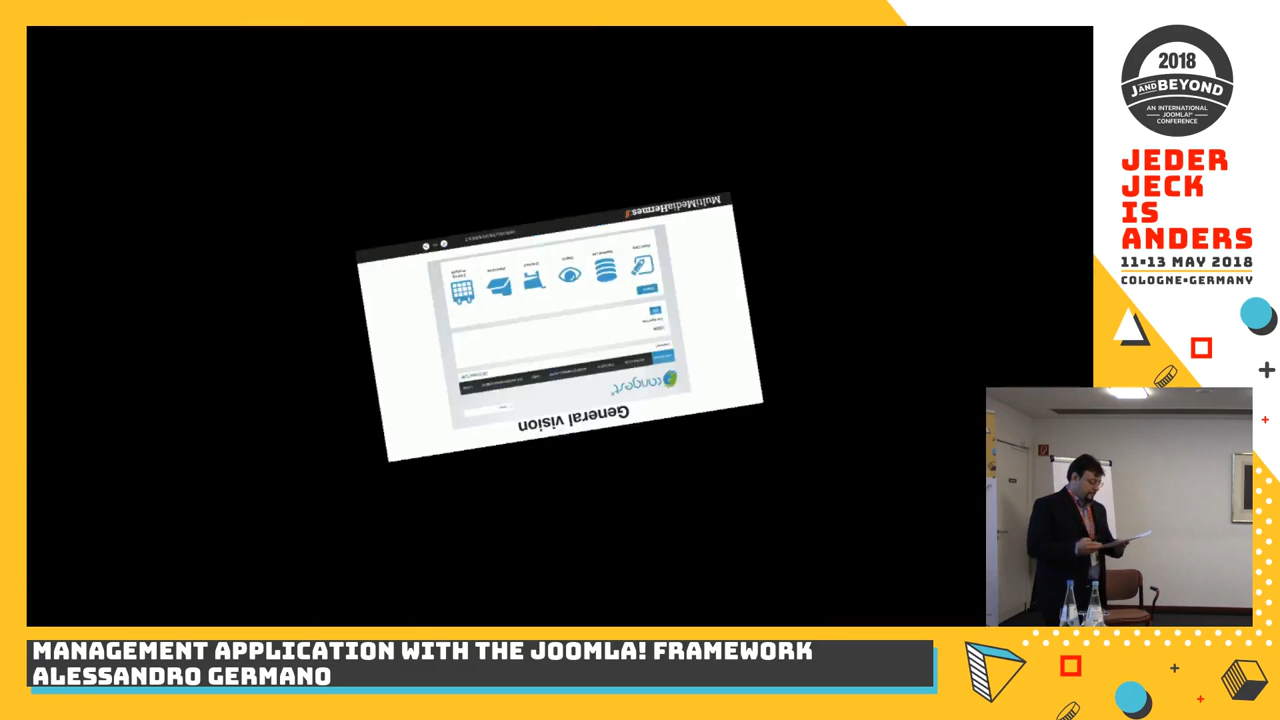 2018
J AND BEYOND
AN INTERNATIONAL
JOOMLA!
CONFERENCE
JEDER
JECK
IS
ANDERS
11-13 MAY 2018
COLOGNE-GERMANY
General vision
congest
MultiMediaHermes
MANAGEMENT APPLICATION WITH THE JOOMLA! FRAMEWORK
ALESSANDRO GERMANO